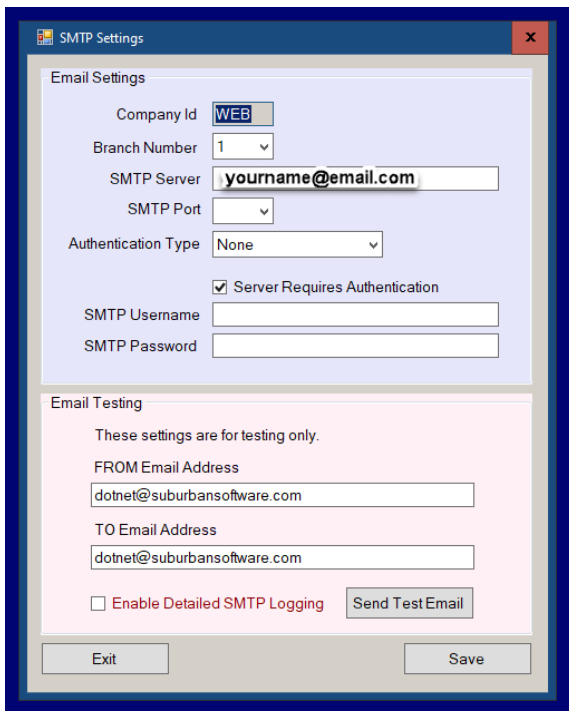 SMTP Settings
x
Email Settings
Company Id WEB
Branch Number 1
SMTP Server yourname@email.com
SMTP Port
Authentication Type None
Server Requires Authentication
SMTP Username
SMTP Password
Email Testing
These settings are for testing only.
FROM Email Address
dotnet@suburbansoftware.com
TO Email Address
dotnet@suburbansoftware.com
Enable Detailed SMTP Logging Send Test Email
Exit Save